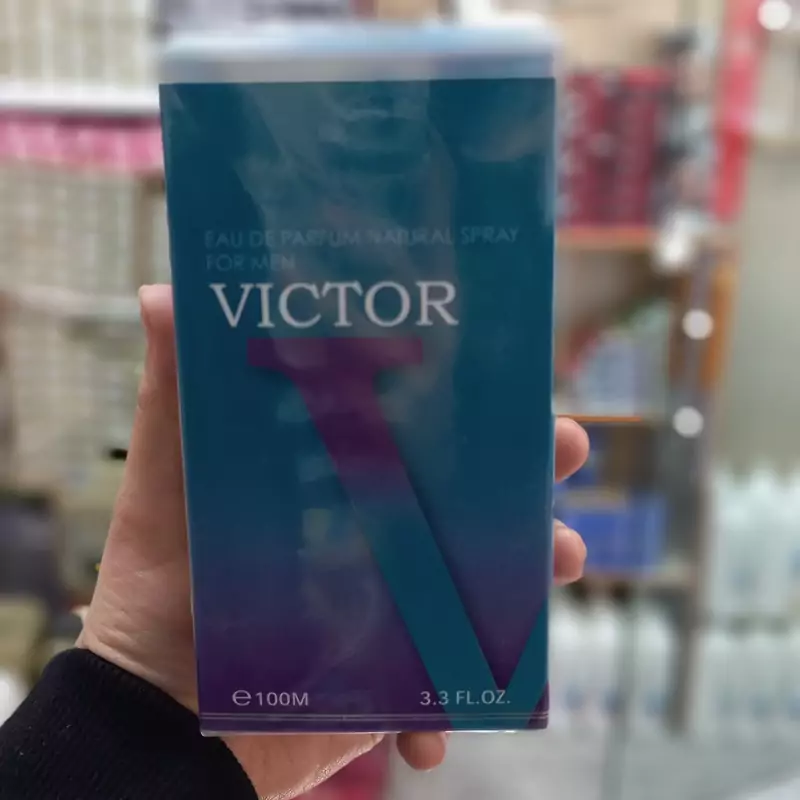 EAU DE PARFUM NATURAL SPRAY
FOR MEN
VICTOR
℮100M
3.3 FL.OZ.